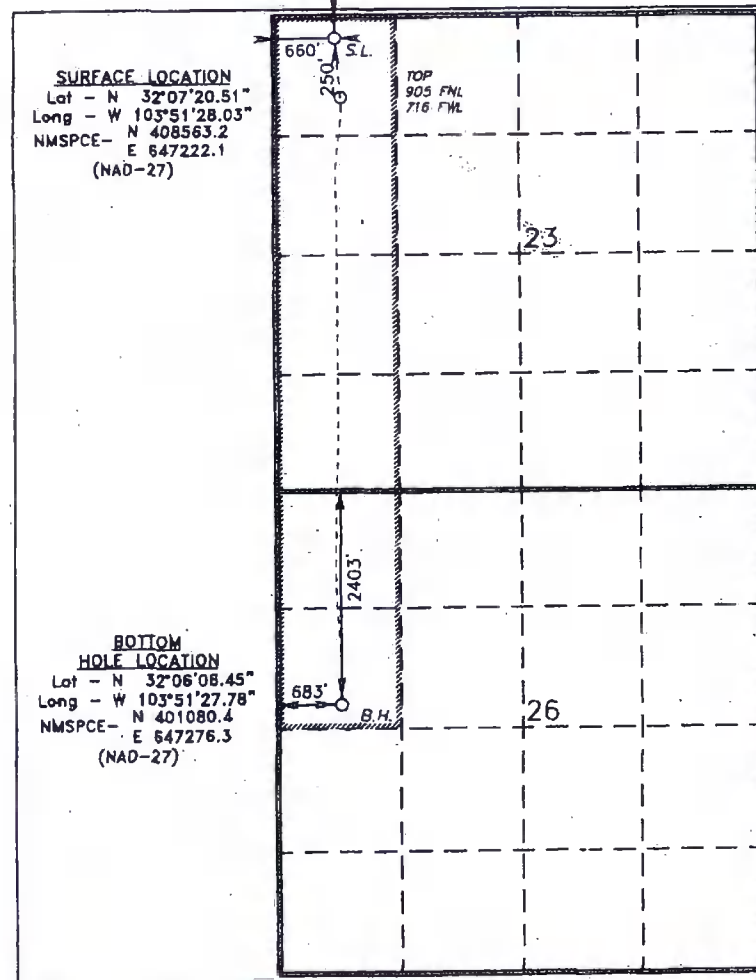 660'
S.L.
250'
SURFACE LOCATION
Lat - N 32°07'20.51"
Long - W 103°51'28.03"
NMSPCE- N 408563.2
E 647222.1
(NAD-27)
TOP
905 FNL
716 FWL
23
2403'
BOTTOM
HOLE LOCATION
Lat - N 32°06'06.45"
Long - W 103°51'27.78"
NMSPCE- N 401080.4
E 647276.3
(NAD-27)
683'
B.H.
26